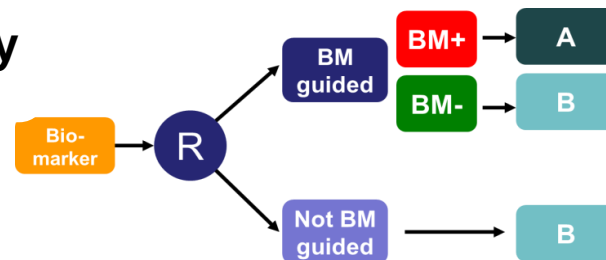 y
Bio-
marker
R
BM
guided
BM+
A
BM-
B
Not BM
guided
B